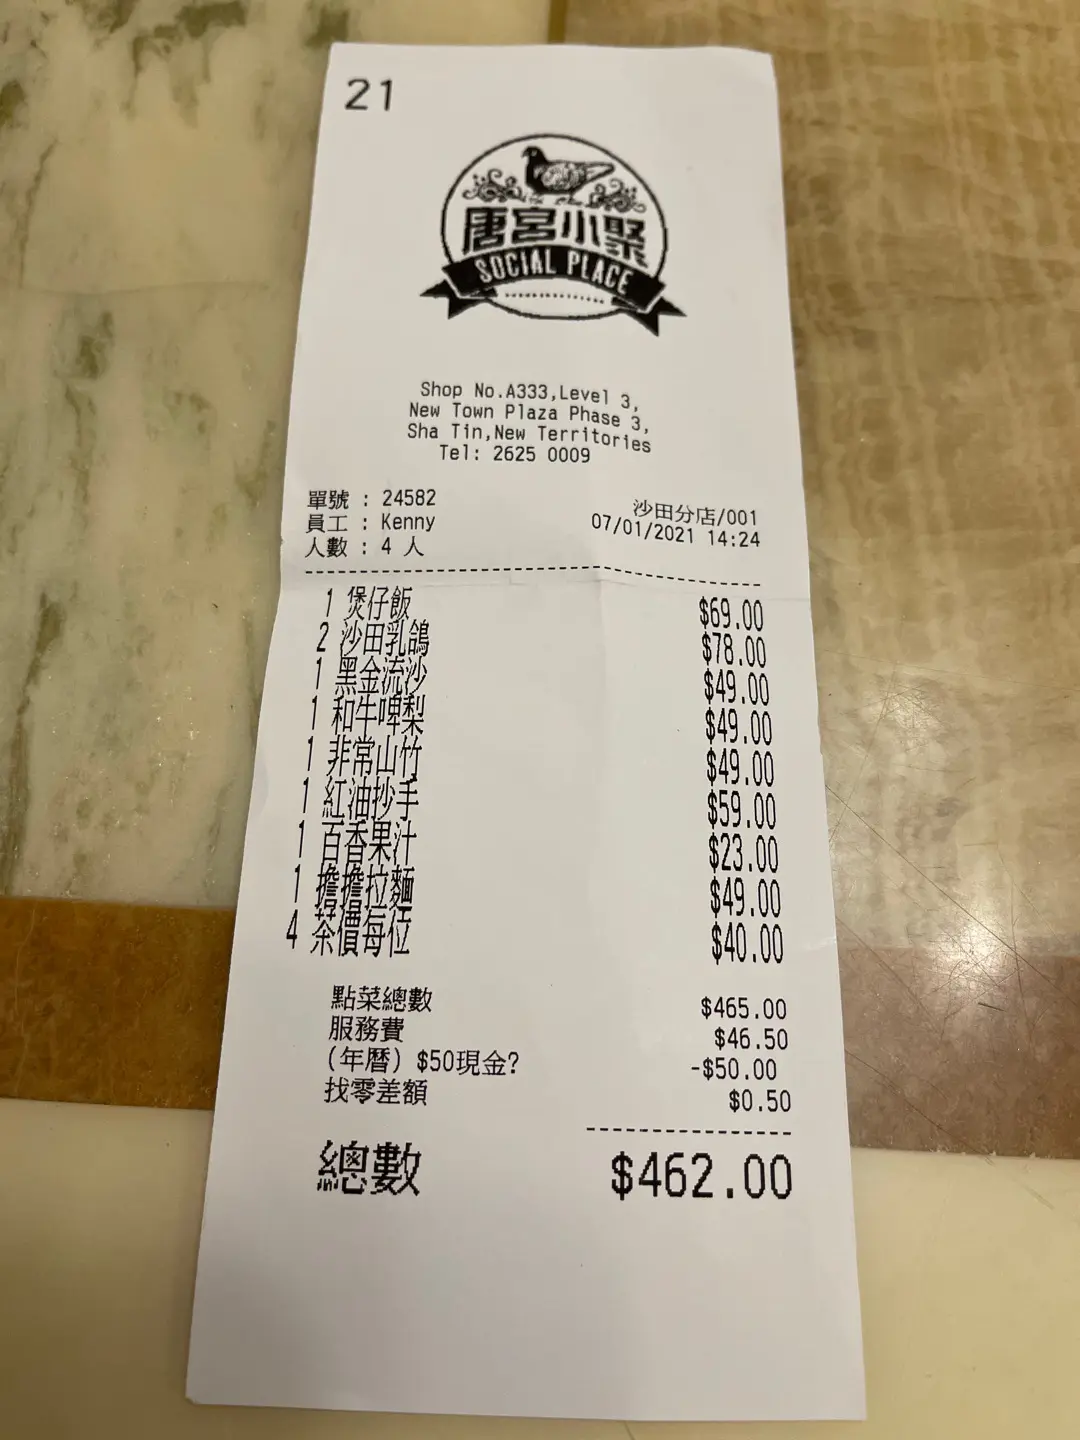 21
唐宮小聚
SOCIAL PLACE
Shop No.A333,Level 3,
New Town Plaza Phase 3,
Sha Tin,New Territories
Tel: 2625 0009
單號 : 24582
員工 : Kenny
人數 : 4 人
沙田分店/001
07/01/2021 14:24
1 煲仔飯 $69.00
2 沙田乳鴿 $78.00
1 黑金流沙 $49.00
1 和牛啤梨 $49.00
1 非常山竹 $49.00
1 紅油抄手 $59.00
1 百香果汁 $23.00
1 擔擔拉麵 $49.00
4 茶價每位 $40.00
點菜總數 $465.00
服務費 $46.50
(年曆) $50現金? -$50.00
找零差額 $0.50
總數 $462.00